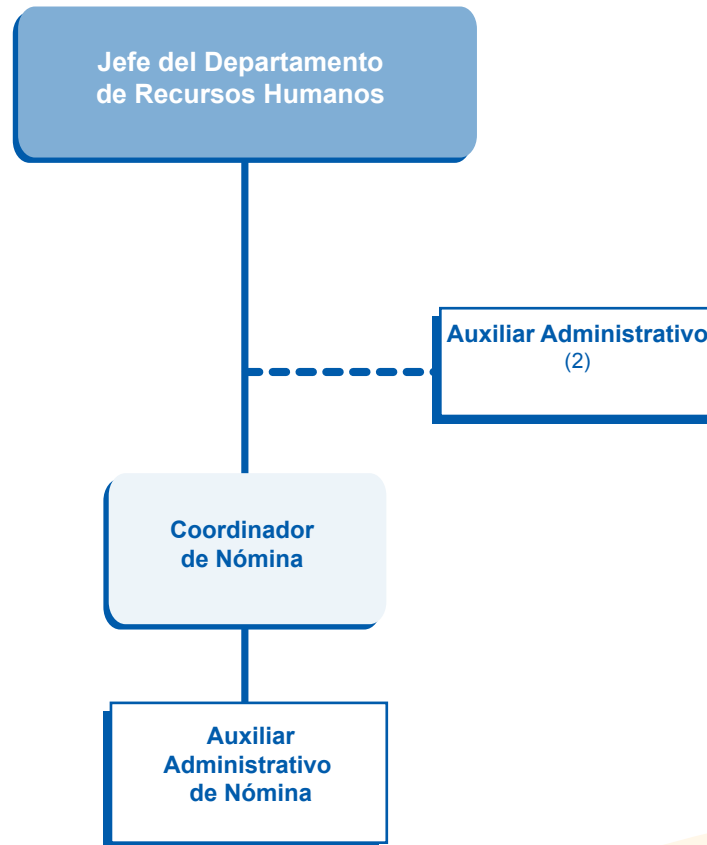 Jefe del Departamento
de Recursos Humanos
Auxiliar Administrativo
(2)
Coordinador
de Nómina
Auxiliar
Administrativo
de Nómina